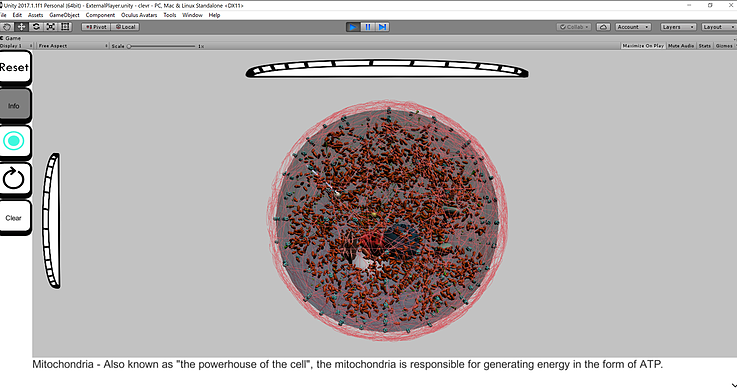 Unity 2017.1.1f1 Personal (64bit) - ExternalPlayer.unity - clevr - PC, Mac & Linux Standalone <DX11>
File Edit Assets GameObject Component Oculus Avatars Tools Window Help
Pivot Local Collab Account Layers Layout
Game
Display 1 Free Aspect Scale 1x Maximize On Play Mute Audio Stats Gizmos
Reset
Info
Clear
Mitochondria - Also known as "the powerhouse of the cell", the mitochondria is responsible for generating energy in the form of ATP.